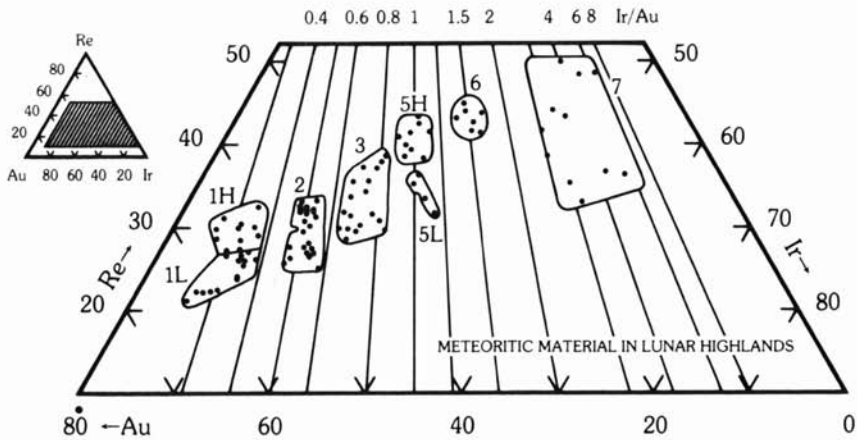 0.4 0.6 0.8 1 1.5 2 4 6 8 Ir/Au
Re
80
60
40
20
Au 80 60 40 20 Ir
50 50
40 60
30 70
20 80
Re→
Ir→
1H
1L
2
3
5H
5L
6
7
METEORITIC MATERIAL IN LUNAR HIGHLANDS
80 ←Au 60 40 20 0